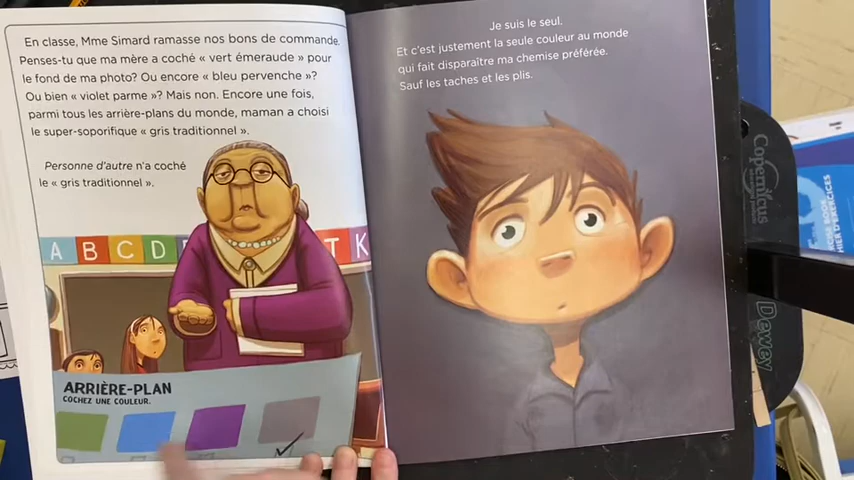 En classe, Mme Simard ramasse nos bons de commande.
Penses-tu que ma mère a coché « vert émeraude » pour
le fond de ma photo? Ou encore « bleu pervenche »?
Ou bien « violet parme »? Mais non. Encore une fois,
parmi tous les arrière-plans du monde, maman a choisi
le super-soporifique « gris traditionnel ».
Personne d'autre n'a coché
le « gris traditionnel ».
A B C D T K
ARRIÈRE-PLAN
COCHEZ UNE COULEUR.
Je suis le seul.
Et c'est justement la seule couleur au monde
qui fait disparaître ma chemise préférée.
Sauf les taches et les plis.
Copernicus
Dewey